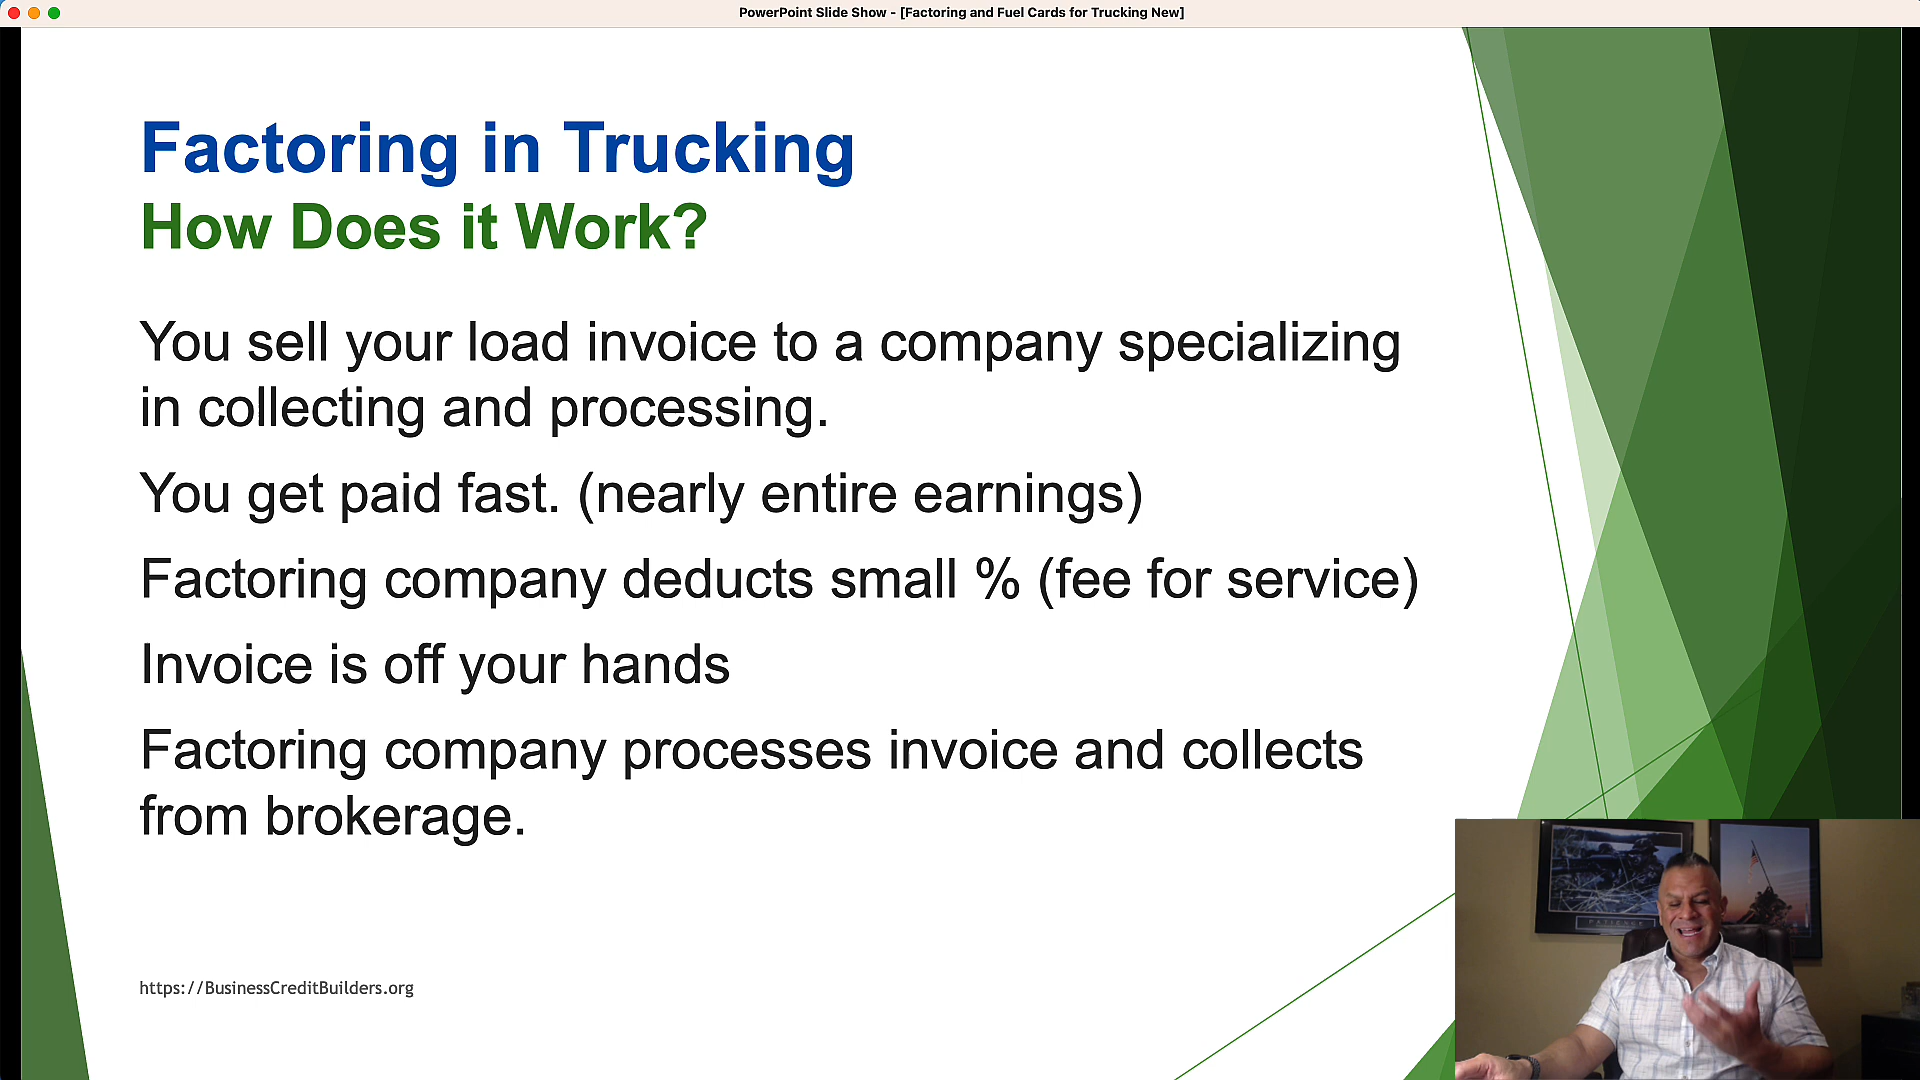 PowerPoint Slide Show - [Factoring and Fuel Cards for Trucking New]
Factoring in Trucking
How Does it Work?
You sell your load invoice to a company specializing
in collecting and processing.
You get paid fast. (nearly entire earnings)
Factoring company deducts small % (fee for service)
Invoice is off your hands
Factoring company processes invoice and collects
from brokerage.
https://BusinessCreditBuilders.org
PATIENCE